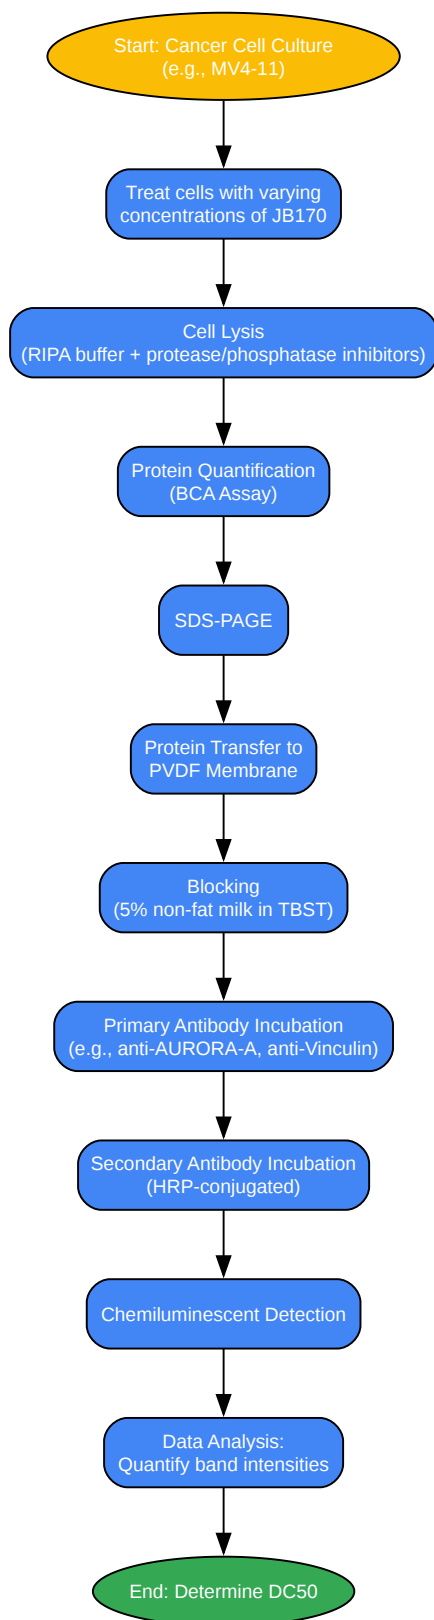 Start: Cancer Cell Culture
(e.g., MV4-11)
Treat cells with varying
concentrations of JB170
Cell Lysis
(RIPA buffer + protease/phosphatase inhibitors)
Protein Quantification
(BCA Assay)
SDS-PAGE
Protein Transfer to
PVDF Membrane
Blocking
(5% non-fat milk in TBST)
Primary Antibody Incubation
(e.g., anti-AURORA-A, anti-Vinculin)
Secondary Antibody Incubation
(HRP-conjugated)
Chemiluminescent Detection
Data Analysis:
Quantify band intensities
End: Determine DC50